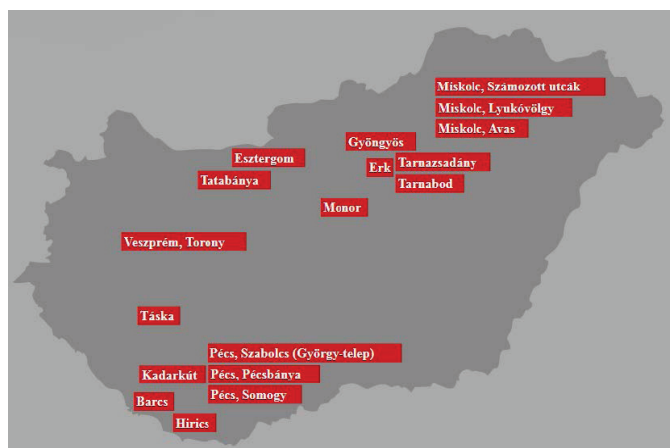 Miskolc, Számozott utcák
Miskolc, Lyukóvölgy
Miskolc, Avas
Gyöngyös
Esztergom
Erk
Tarnazsadány
Tatabánya
Tarnabod
Monor
Veszprém, Torony
Táska
Pécs, Szabolcs (György-telep)
Kadarkút
Pécs, Pécsbánya
Pécs, Somogy
Barcs
Hirics